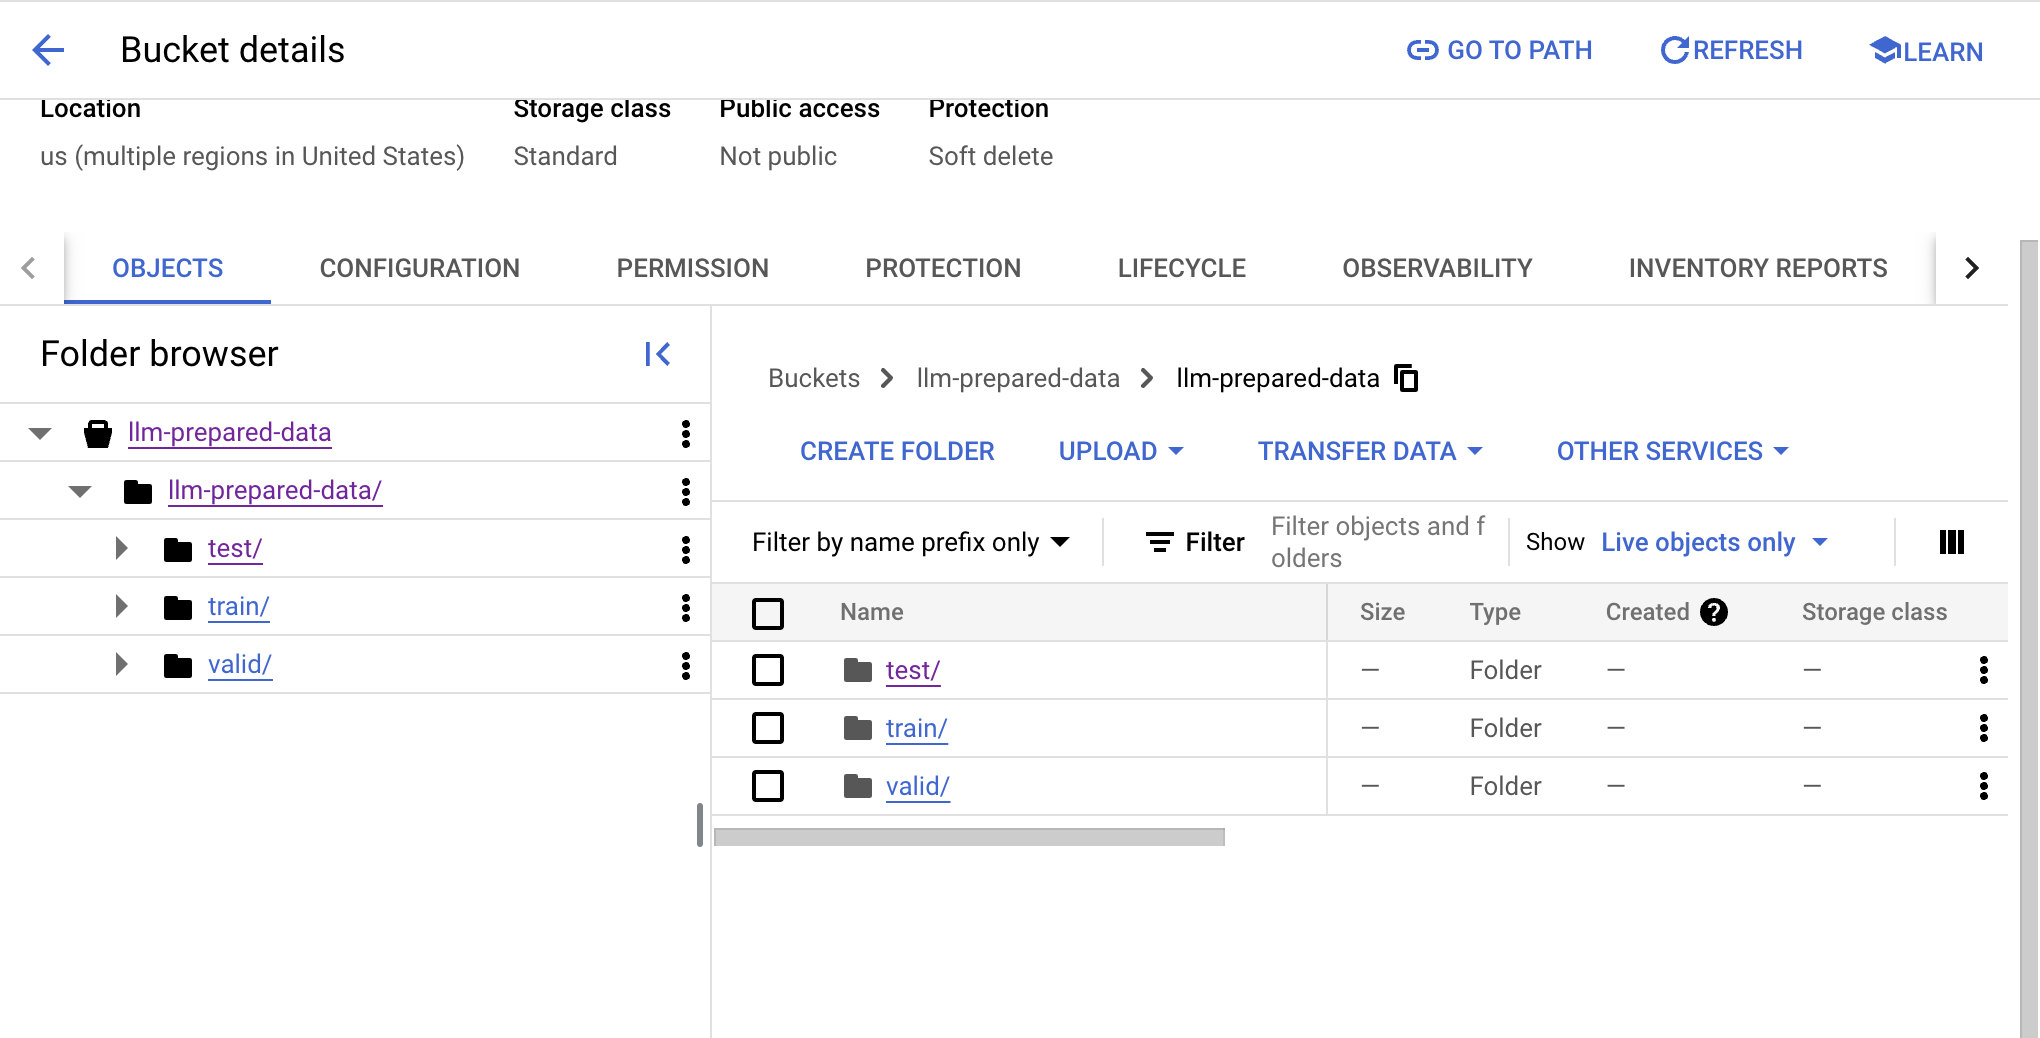 Bucket details
GO TO PATH
REFRESH
LEARN
Location
Storage class
Public access
Protection
us (multiple regions in United States)
Standard
Not public
Soft delete
OBJECTS
CONFIGURATION
PERMISSION
PROTECTION
LIFECYCLE
OBSERVABILITY
INVENTORY REPORTS
Folder browser
llm-prepared-data
llm-prepared-data/
test/
train/
valid/
Buckets > llm-prepared-data > llm-prepared-data
CREATE FOLDER
UPLOAD
TRANSFER DATA
OTHER SERVICES
Filter by name prefix only
Filter
Filter objects and f
olders
Show Live objects only
Name Size Type Created ? Storage class
test/ — Folder — —
train/ — Folder — —
valid/ — Folder — —